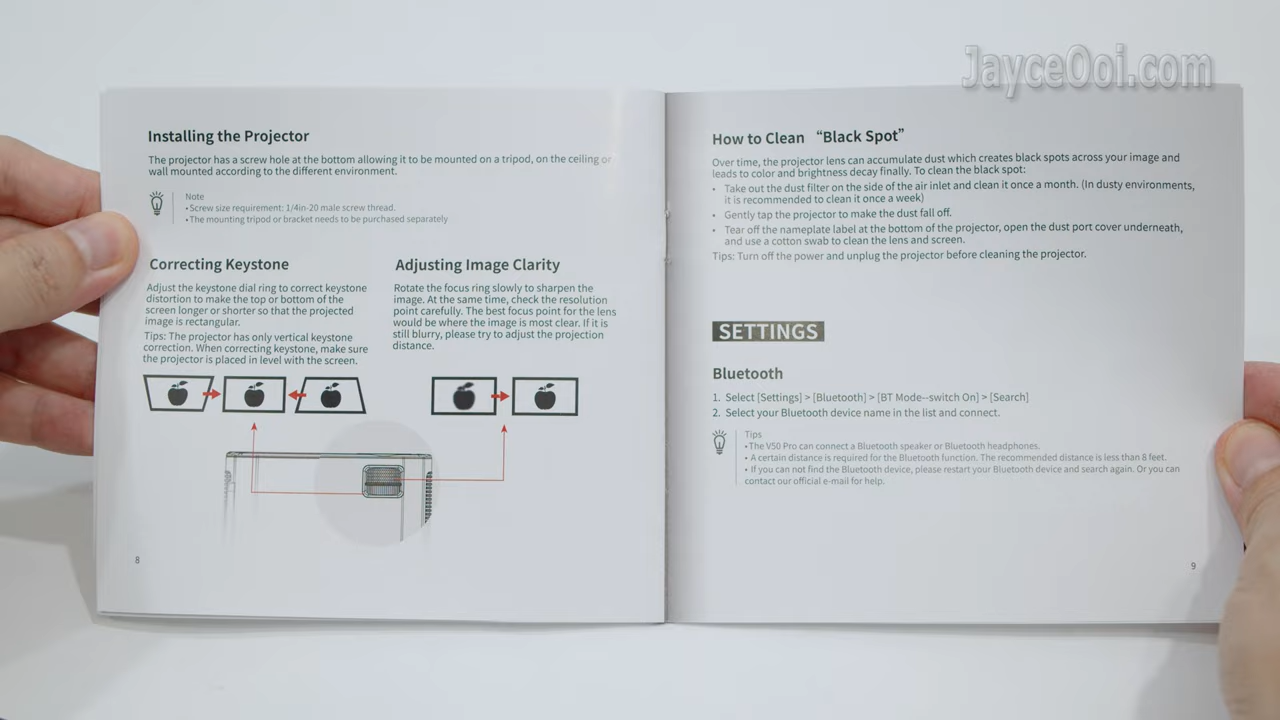 JayceOoi.com
Installing the Projector
The projector has a screw hole at the bottom allowing it to be mounted on a tripod, on the ceiling or
wall mounted according to the different environment.
Note
•Screw size requirement: 1/4in-20 male screw thread.
•The mounting tripod or bracket needs to be purchased separately
Correcting Keystone
Adjust the keystone dial ring to correct keystone
distortion to make the top or bottom of the
screen longer or shorter so that the projected
image is rectangular.
Tips: The projector has only vertical keystone
correction. When correcting keystone, make sure
the projector is placed in level with the screen.
Adjusting Image Clarity
Rotate the focus ring slowly to sharpen the
image. At the same time, check the resolution
point carefully. The best focus point for the lens
would be where the image is most clear. If it is
still blurry, please try to adjust the projection
distance.
8
How to Clean “Black Spot”
Over time, the projector lens can accumulate dust which creates black spots across your image and
leads to color and brightness decay finally. To clean the black spot:
• Take out the dust filter on the side of the air inlet and clean it once a month. (In dusty environments,
it is recommended to clean it once a week)
• Gently tap the projector to make the dust fall off.
• Tear off the nameplate label at the bottom of the projector, open the dust port cover underneath,
and use a cotton swab to clean the lens and screen.
Tips: Turn off the power and unplug the projector before cleaning the projector.
SETTINGS
Bluetooth
1. Select [Settings] > [Bluetooth] > [BT Mode--switch On] > [Search]
2. Select your Bluetooth device name in the list and connect.
Tips
•The V50 Pro can connect a Bluetooth speaker or Bluetooth headphones.
• A certain distance is required for the Bluetooth function. The recommended distance is less than 8 feet.
• If you can not find the Bluetooth device, please restart your Bluetooth device and search again. Or you can
contact our official e-mail for help.
9